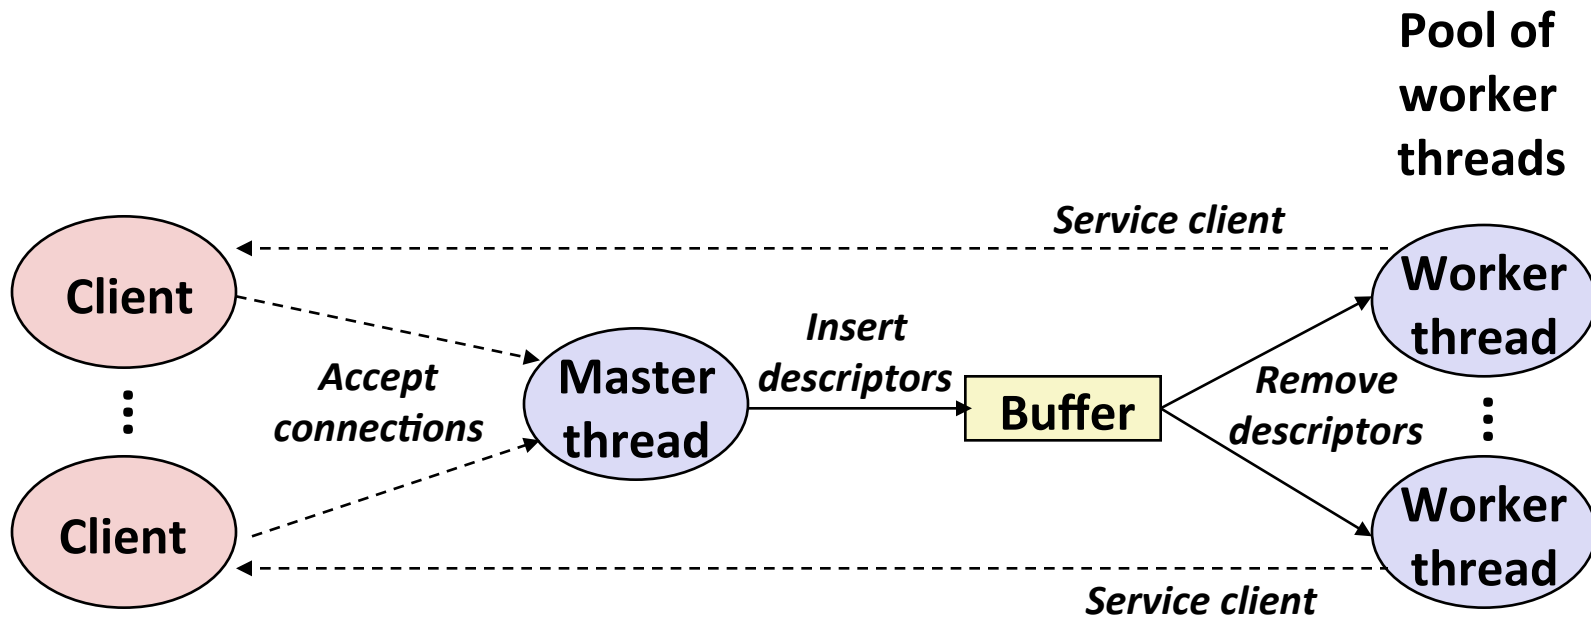 Pool of
worker
threads
Service client
Client
Worker
thread
Insert
descriptors
Accept
connections
Master
thread
Buffer
Remove
descriptors
Client
Worker
thread
Service client